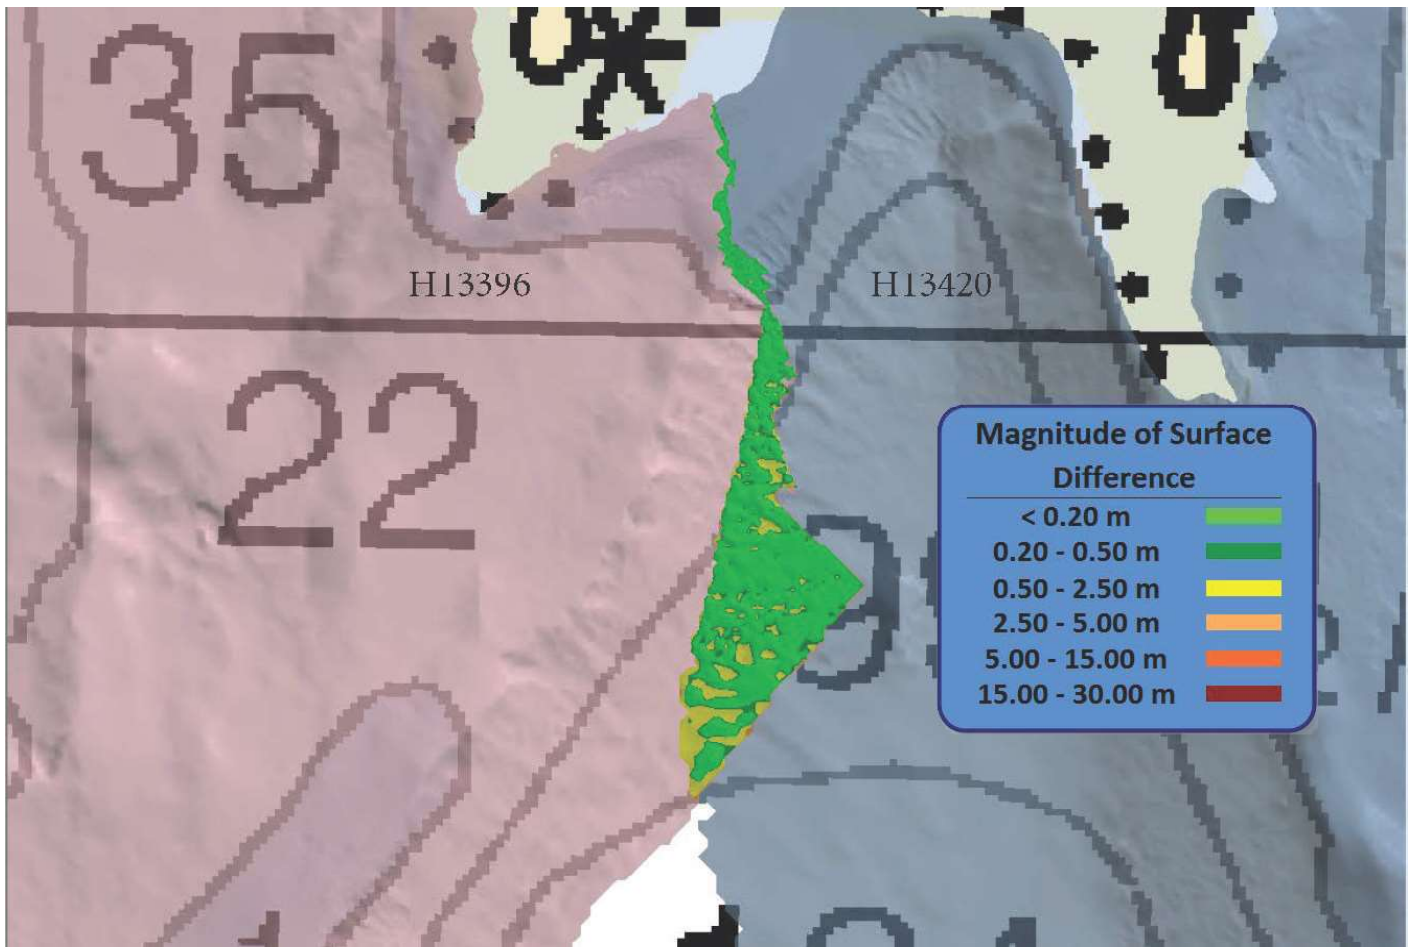 35
H13396
H13420
22
Magnitude of Surface
Difference
< 0.20 m
0.20 - 0.50 m
0.50 - 2.50 m
2.50 - 5.00 m
5.00 - 15.00 m
15.00 - 30.00 m